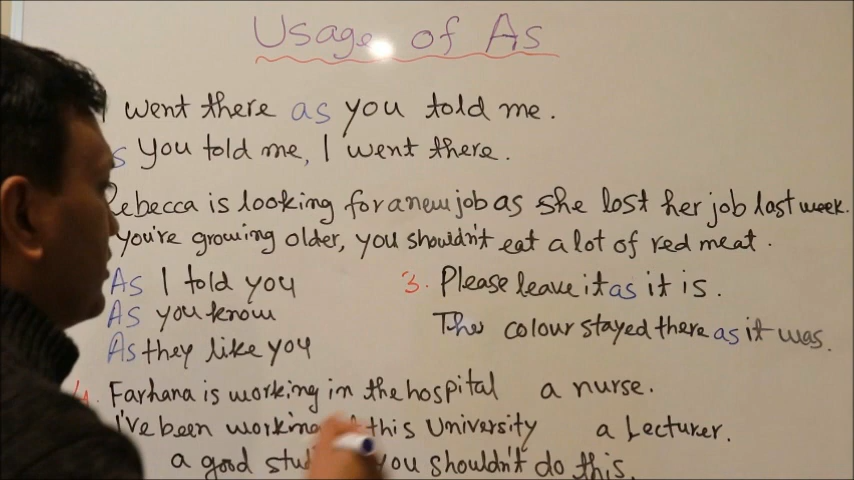 Usage of As
I went there as you told me.
s you told me, I went there.
Rebecca is looking for a new job as she lost her job last week.
you're growing older, you shouldn't eat a lot of red meat.
As I told you
As you know
As they like you
3. Please leave it as it is.
The colour stayed there as it was.
4. Farhana is working in the hospital a nurse.
I've been working this University a Lecturer.
a good you shouldn't do this.